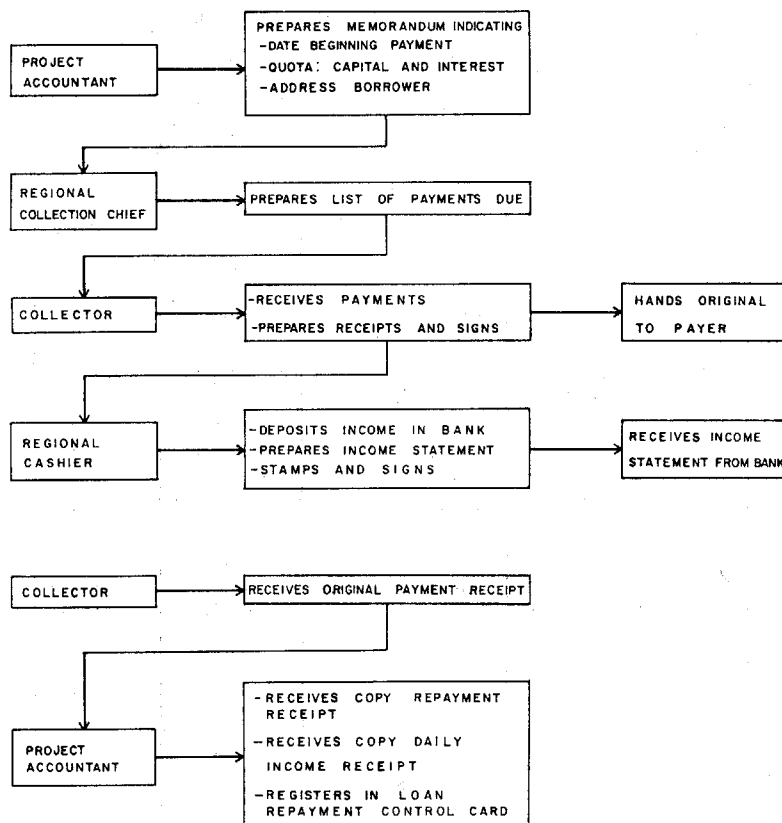 PROJECT
ACCOUNTANT
PREPARES MEMORANDUM INDICATING
-DATE BEGINNING PAYMENT
-QUOTA: CAPITAL AND INTEREST
-ADDRESS BORROWER
REGIONAL
COLLECTION CHIEF
PREPARES LIST OF PAYMENTS DUE
COLLECTOR
-RECEIVES PAYMENTS
-PREPARES RECEIPTS AND SIGNS
HANDS ORIGINAL
TO PAYER
REGIONAL
CASHIER
-DEPOSITS INCOME IN BANK
-PREPARES INCOME STATEMENT
-STAMPS AND SIGNS
RECEIVES INCOME
STATEMENT FROM BANK
COLLECTOR
RECEIVES ORIGINAL PAYMENT RECEIPT
PROJECT
ACCOUNTANT
-RECEIVES COPY REPAYMENT
RECEIPT
-RECEIVES COPY DAILY
INCOME RECEIPT
-REGISTERS IN LOAN
REPAYMENT CONTROL CARD